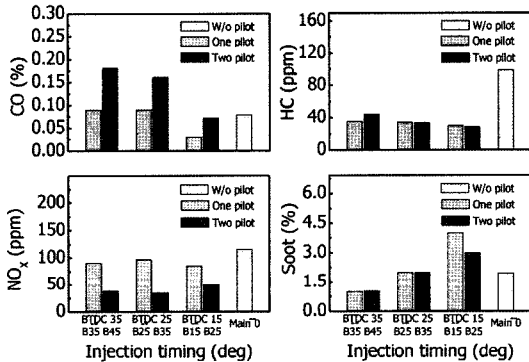 CO (%)
0.30
0.25
0.20
0.15
0.10
0.05
0.00
W/o pilot
One pilot
Two pilot
HC (ppm)
160
120
80
40
0
W/o pilot
One pilot
Two pilot
NOx (ppm)
200
150
100
50
0
W/o pilot
One pilot
Two pilot
BTDC 35
B35 B45
BTDC 25
B25 B35
BTDC 15
B15 B25
Main 0
Injection timing (deg)
Soot (%)
6.0
4.5
3.0
1.5
0.0
W/o pilot
One pilot
Two pilot
BTDC 35
B35 B45
BTDC 25
B25 B35
BTDC 15
B15 B25
Main 0
Injection timing (deg)